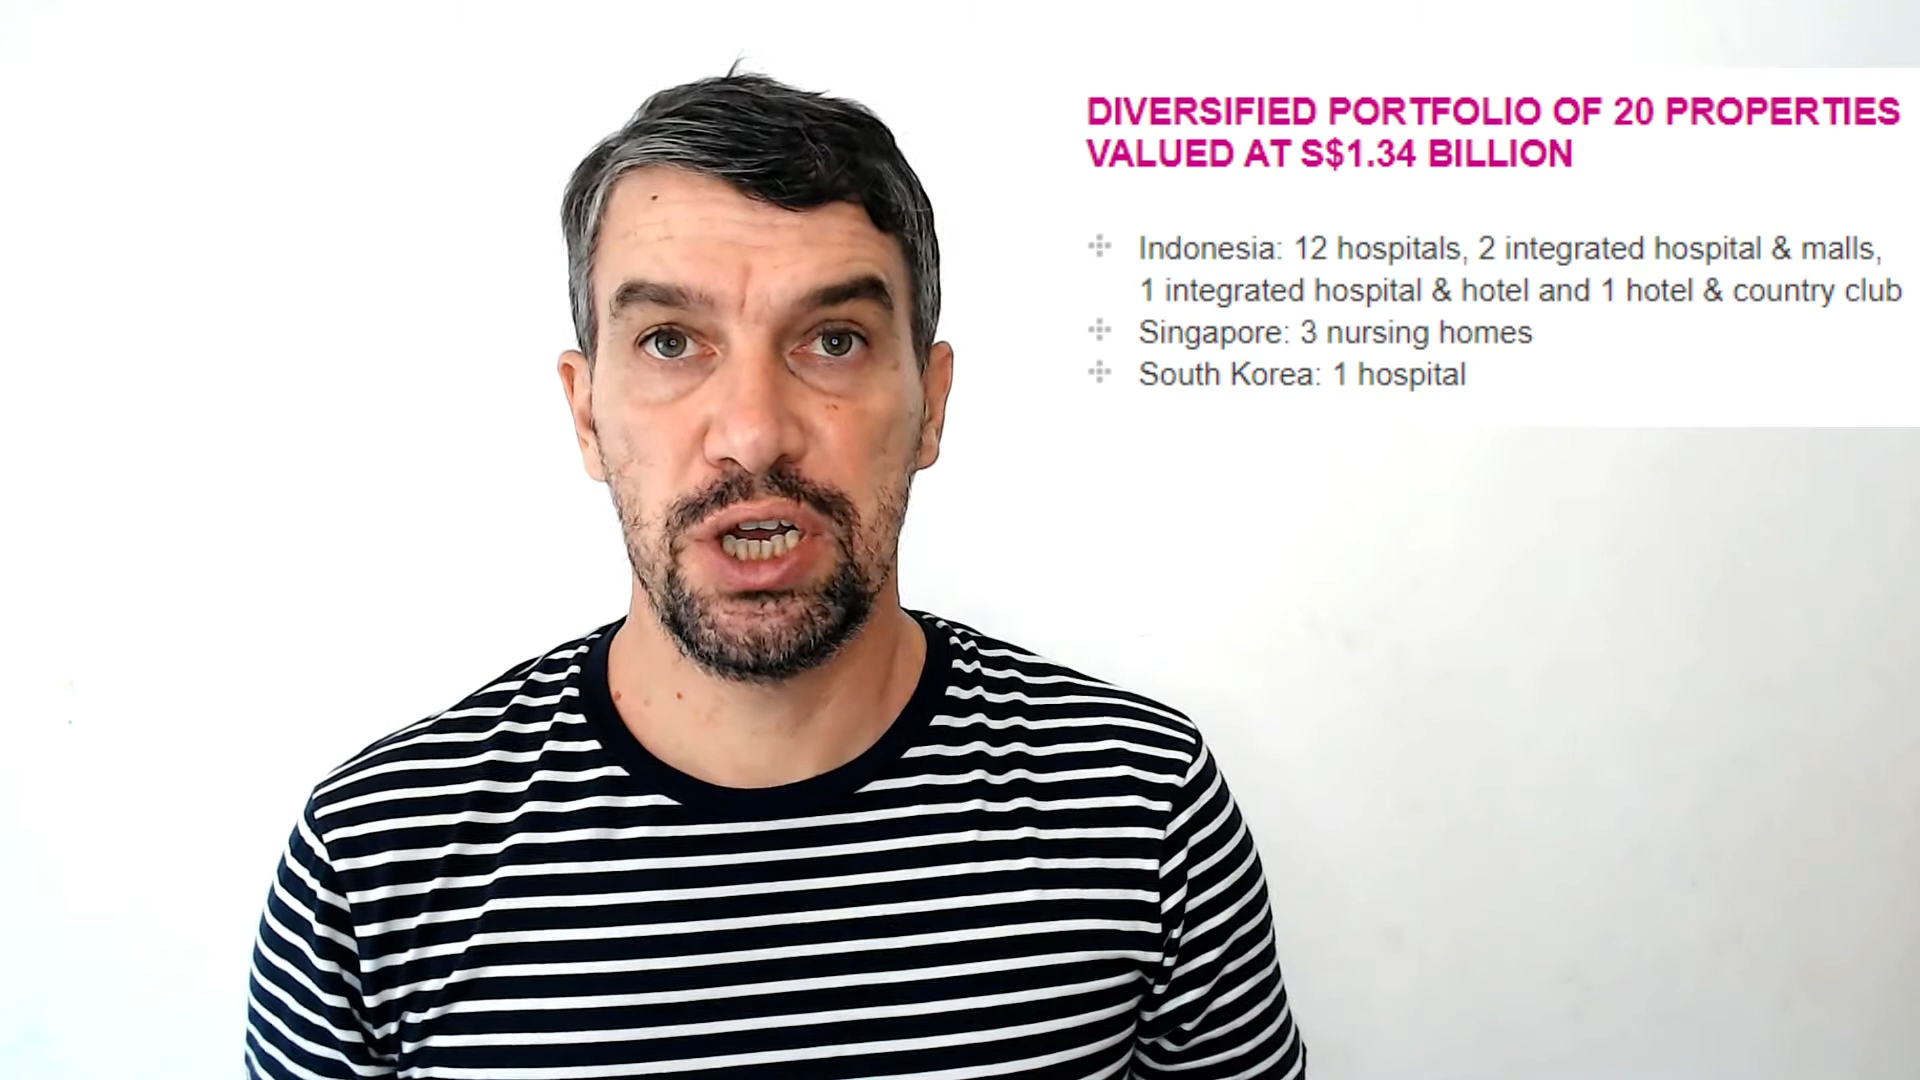 DIVERSIFIED PORTFOLIO OF 20 PROPERTIES
VALUED AT S$1.34 BILLION
Indonesia: 12 hospitals, 2 integrated hospital & malls,
1 integrated hospital & hotel and 1 hotel & country club
Singapore: 3 nursing homes
South Korea: 1 hospital